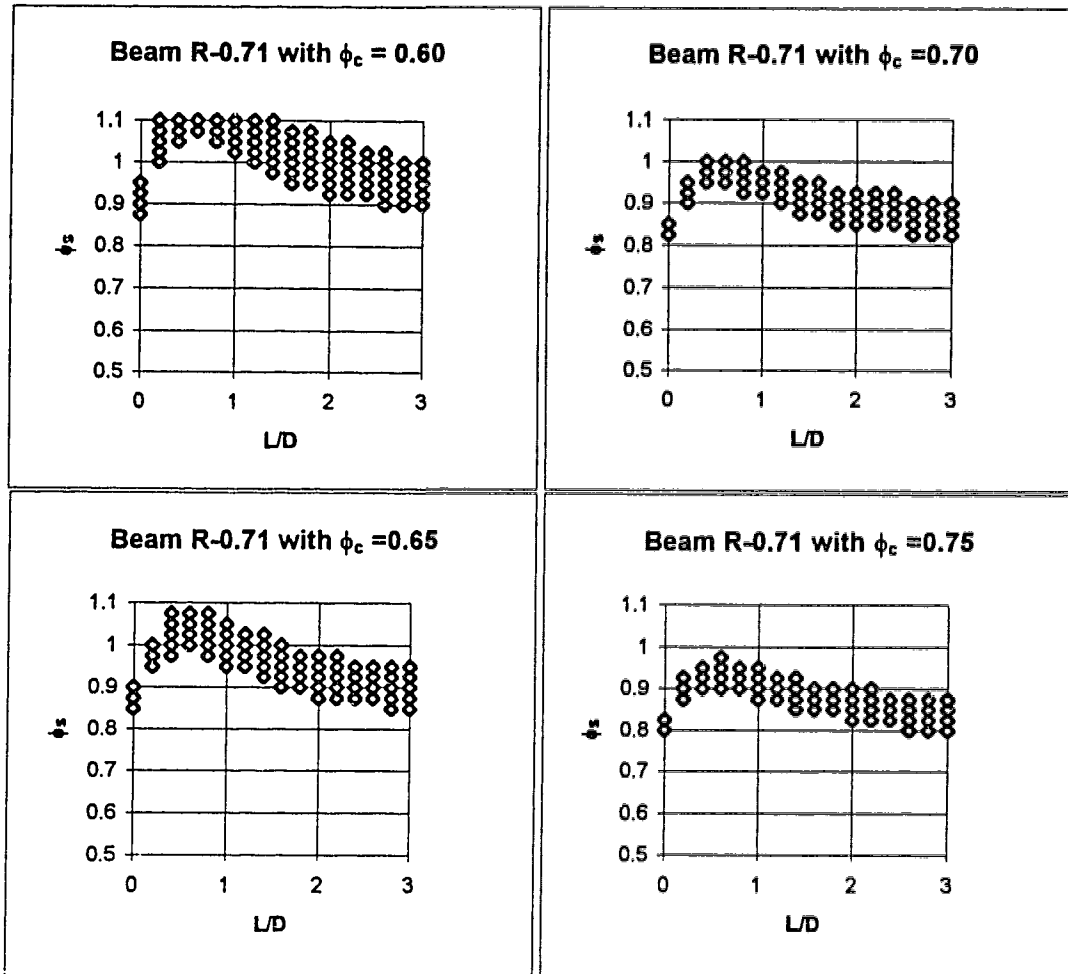 Beam R-0.71 with ϕc = 0.60
1.1
1
0.9
0.8
0.7
0.6
0.5
ϕs
0 1 2 3
L/D
Beam R-0.71 with ϕc =0.70
1.1
1
0.9
0.8
0.7
0.6
0.5
ϕs
0 1 2 3
L/D
Beam R-0.71 with ϕc =0.65
1.1
1
0.9
0.8
0.7
0.6
0.5
ϕs
0 1 2 3
L/D
Beam R-0.71 with ϕc =0.75
1.1
1
0.9
0.8
0.7
0.6
0.5
ϕs
0 1 2 3
L/D